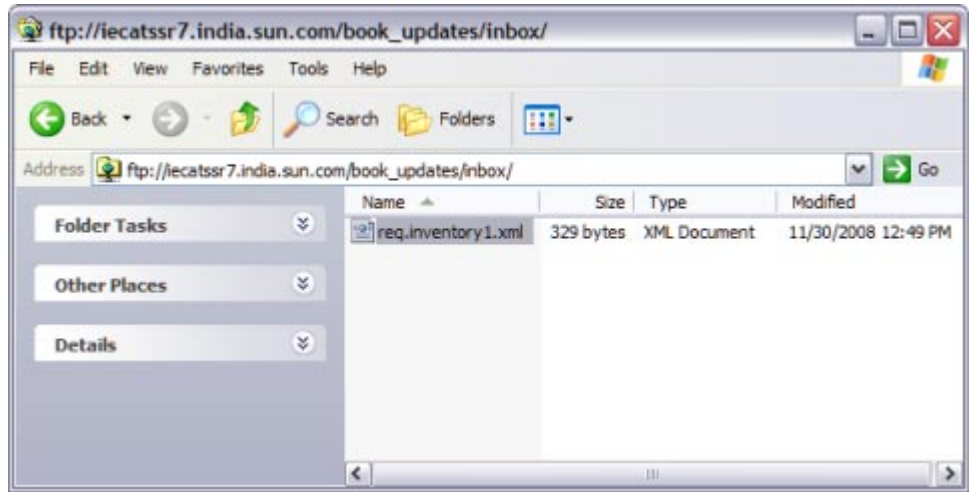 ftp://iecatssr7.india.sun.com/book_updates/inbox/
File Edit View Favorites Tools Help
Back Search Folders
Address ftp://iecatssr7.india.sun.com/book_updates/inbox/ Go
Name Size Type Modified
Folder Tasks
req.inventory1.xml 329 bytes XML Document 11/30/2008 12:49 PM
Other Places
Details